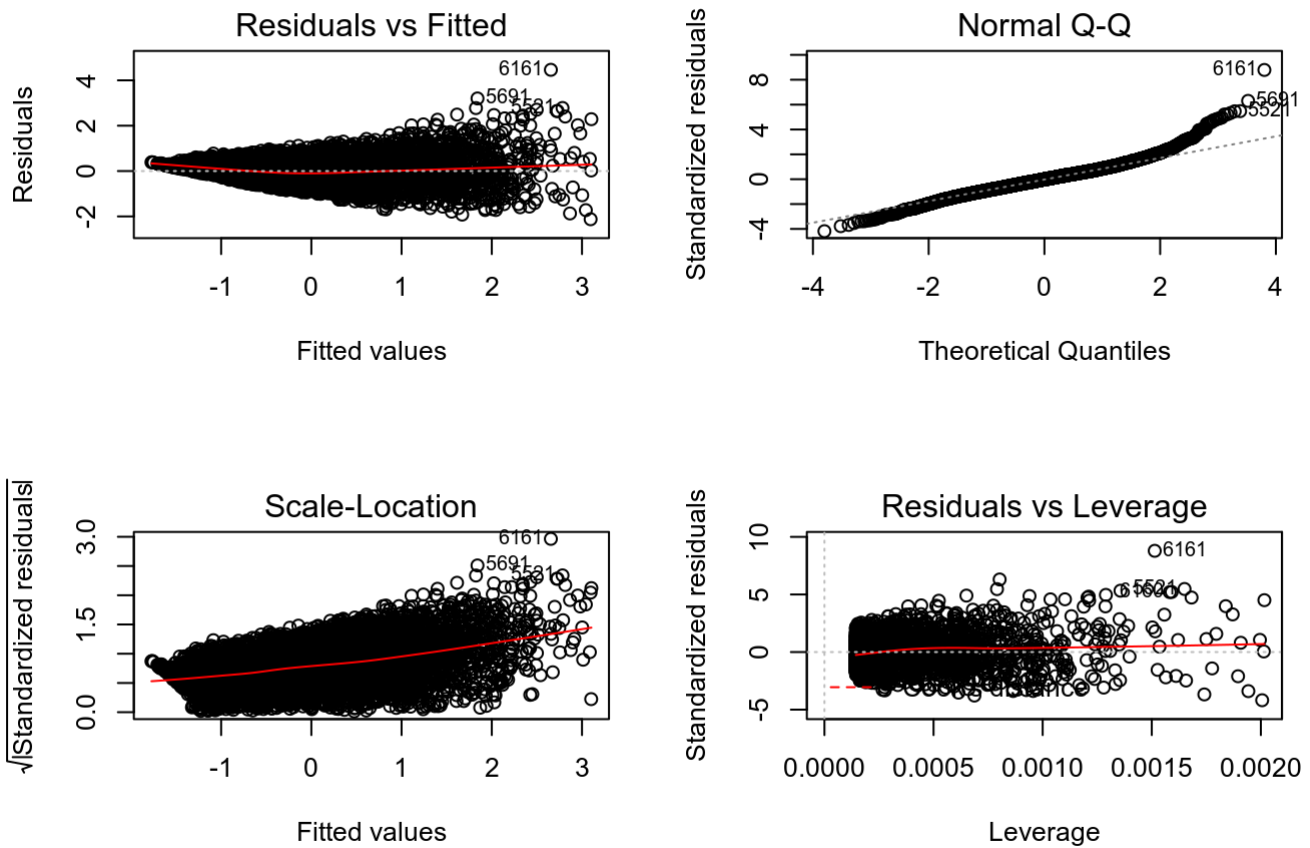 Residuals vs Fitted
Residuals
4
2
0
-2
6161
5691
5521
-1 0 1 2 3
Fitted values
Normal Q-Q
Standardized residuals
8
4
0
-4
6161
5691
5521
-4 -2 0 2 4
Theoretical Quantiles
Scale-Location
√|Standardized residuals|
3.0
1.5
0.0
6161
5691
5521
-1 0 1 2 3
Fitted values
Residuals vs Leverage
Standardized residuals
10
5
0
-5
6161
5521
0.0000 0.0005 0.0010 0.0015 0.0020
Leverage